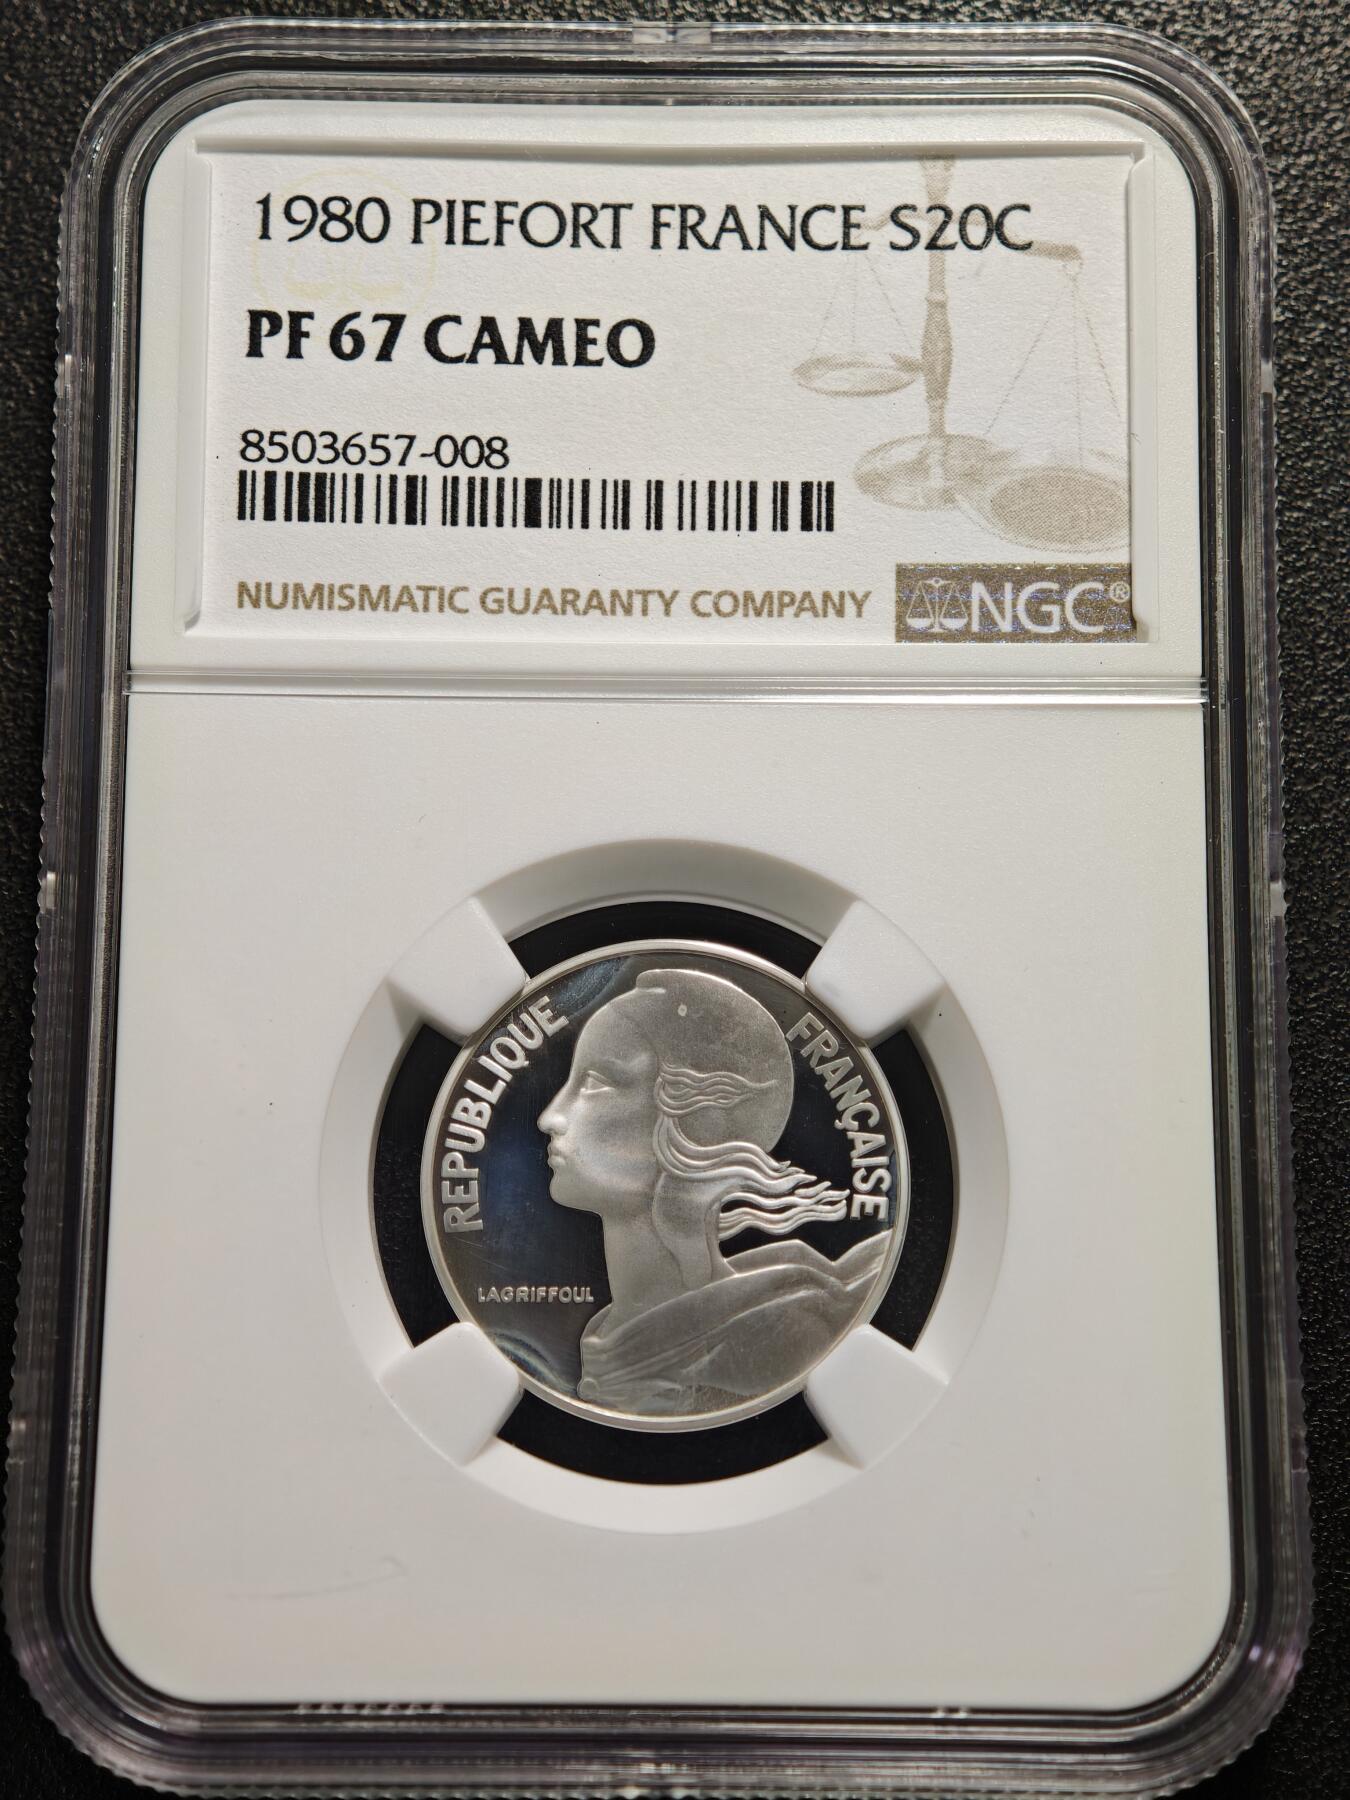 1980 PIEFORT FRANCE S20C
PF 67 CAMEO
8503657-008
NUMISMATIC GUARANTY COMPANY
NGC®
REPUBLIQUE
FRANÇAISE
LAGRIFFOUL